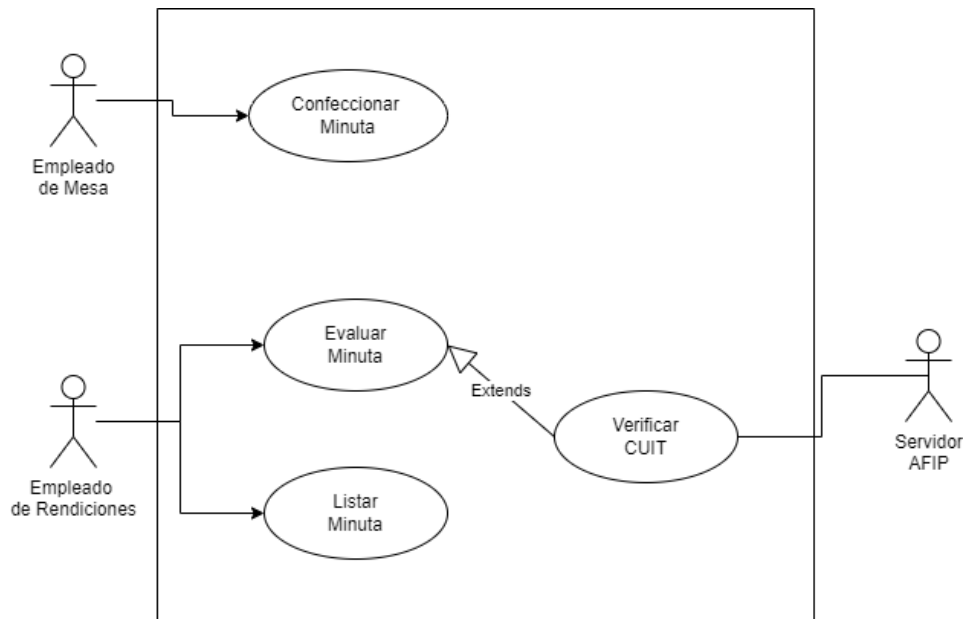 Confeccionar
Minuta
Empleado
de Mesa
Evaluar
Minuta
Extends
Verificar
CUIT
Servidor
AFIP
Empleado
de Rendiciones
Listar
Minuta